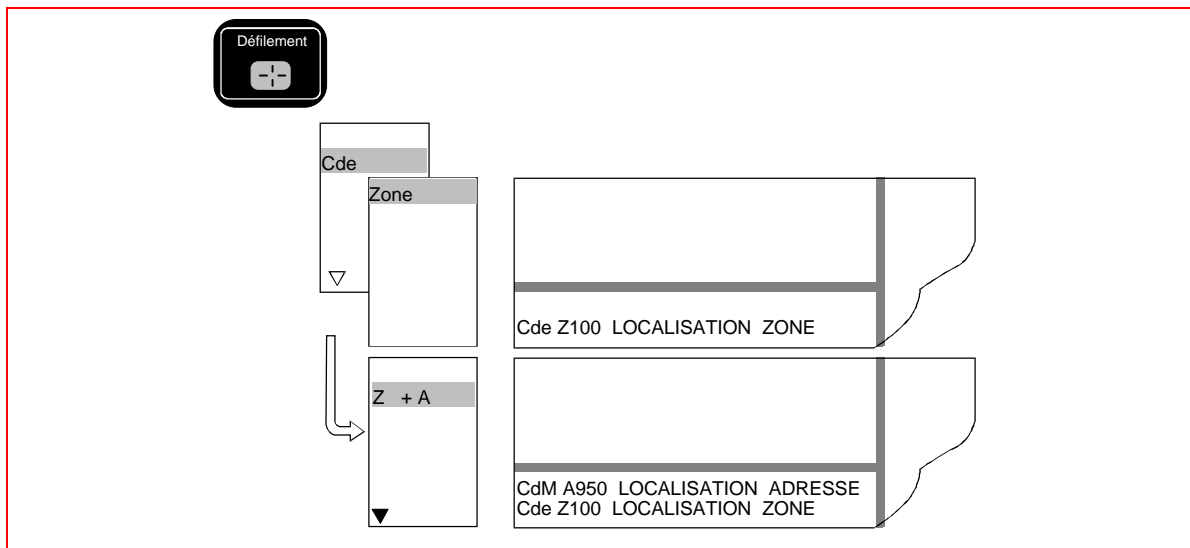 Défilement
Cde
Zone
Cde Z100 LOCALISATION ZONE
Z + A
CdM A950 LOCALISATION ADRESSE
Cde Z100 LOCALISATION ZONE